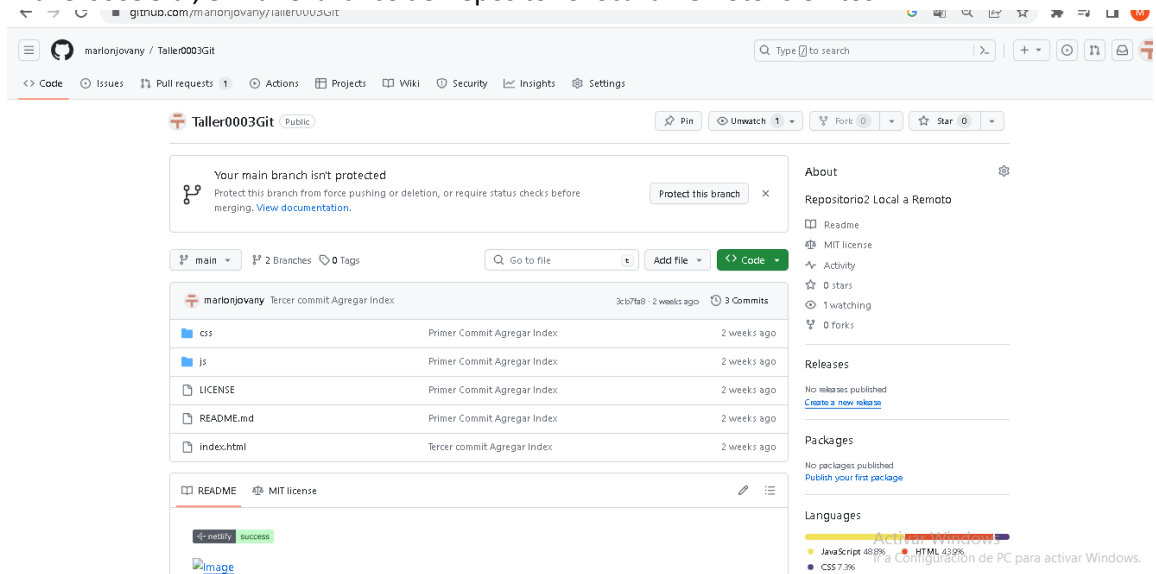 github.com/marlonjovany/Taller0003Git
marlonjovany / Taller0003Git
Type / to search
<> Code Issues Pull requests 1 Actions Projects Wiki Security Insights Settings
Taller0003Git Public
Pin Unwatch 1 Fork 0 Star 0
Your main branch isn't protected
Protect this branch from force pushing or deletion, or require status checks before
merging. View documentation.
Protect this branch
main 2 Branches 0 Tags Go to file t Add file <> Code
marlonjovany Tercer commit Agregar Index 3cb7fa8 · 2 weeks ago 3 Commits
css Primer Commit Agregar Index 2 weeks ago
js Primer Commit Agregar Index 2 weeks ago
LICENSE Primer Commit Agregar Index 2 weeks ago
README.md Primer Commit Agregar Index 2 weeks ago
index.html Tercer commit Agregar Index 2 weeks ago
README MIT license
netlify success
Image
About
Repositorio2 Local a Remoto
Readme
MIT license
Activity
0 stars
1 watching
0 forks
Releases
No releases published
Create a new release
Packages
No packages published
Publish your first package
Languages
JavaScript 48.8% HTML 43.9%
CSS 7.3%
Activar Windows
Ir a Configuración de PC para activar Windows.